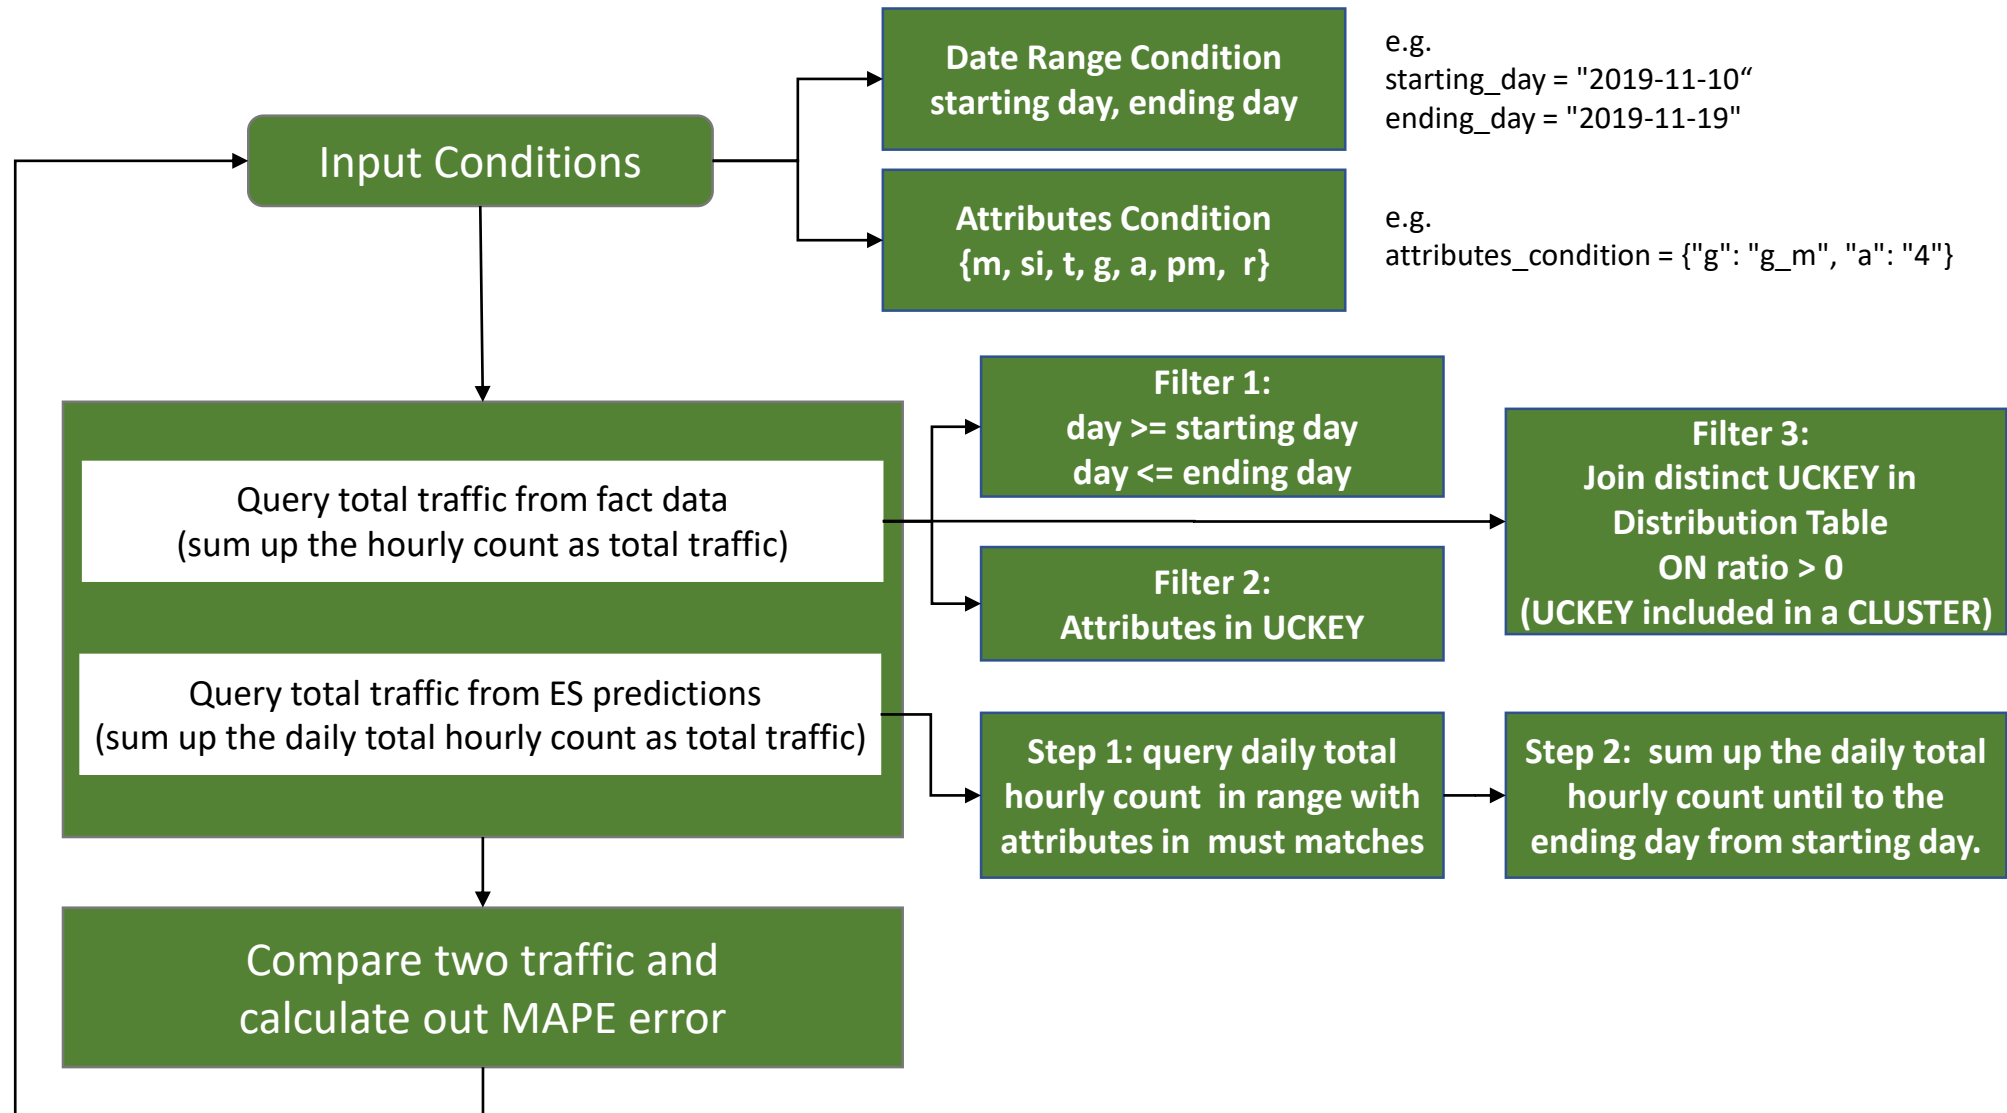 Date Range Condition
starting day, ending day
e.g.
starting_day = "2019-11-10“
ending_day = "2019-11-19"
Input Conditions
Attributes Condition
{m, si, t, g, a, pm,  r}
e.g.
attributes_condition = {"g": "g_m", "a": "4"}
Filter 1:
day >= starting day
day <= ending day
Filter 3:
Join distinct UCKEY in
Distribution Table
ON ratio > 0
(UCKEY included in a CLUSTER)
Query total traffic from fact data
(sum up the hourly count as total traffic)
Filter 2:
Attributes in UCKEY
Query total traffic from ES predictions
(sum up the daily total hourly count as total traffic)
Step 1: query daily total
hourly count  in range with
attributes in  must matches
Step 2:  sum up the daily total
hourly count until to the
ending day from starting day.
Compare two traffic and
calculate out MAPE error